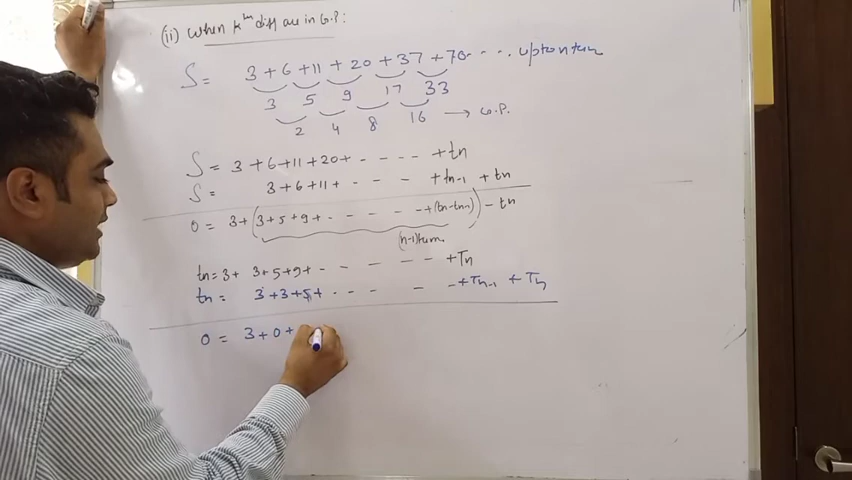 (ii) When kth diff are in G.P:
S = 3 + 6 + 11 + 20 + 37 + 70 - - - . upto n term
3 5 9 17 33
2 4 8 16 → G.P.
S = 3 + 6 + 11 + 20 + - - - - + tn
S = 3 + 6 + 11 + - - - + tn-1 + tn
0 = 3 + (3 + 5 + 9 + - - - - - + (tn - tn-1)) - tn
(n-1) term
tn = 3 + 3 + 5 + 9 + - - - - - + Tn
tn = 3 + 3 + 5 + - - - - - + Tn-1 + Tn
0 = 3 + 0 +